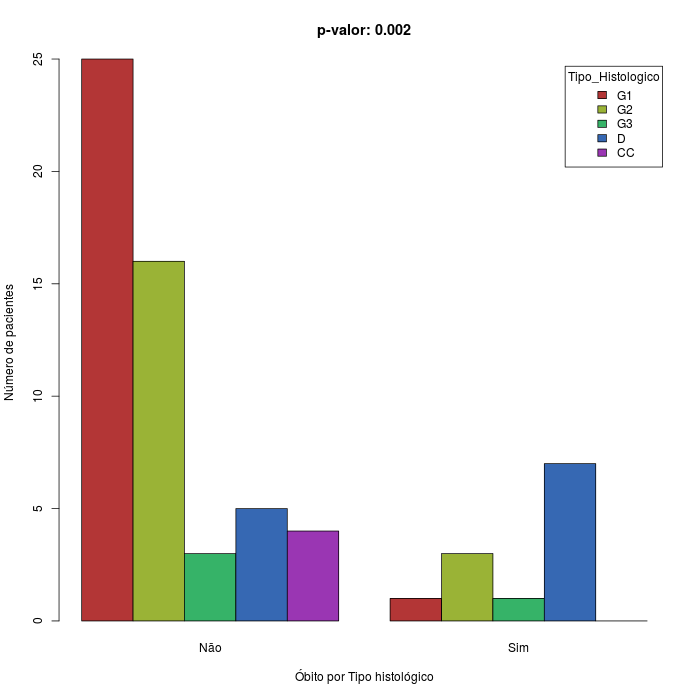 p-valor: 0.002
Tipo_Histologico
G1
G2
G3
D
CC
Número de pacientes
25
20
15
10
5
0
Não
Sim
Óbito por Tipo histológico